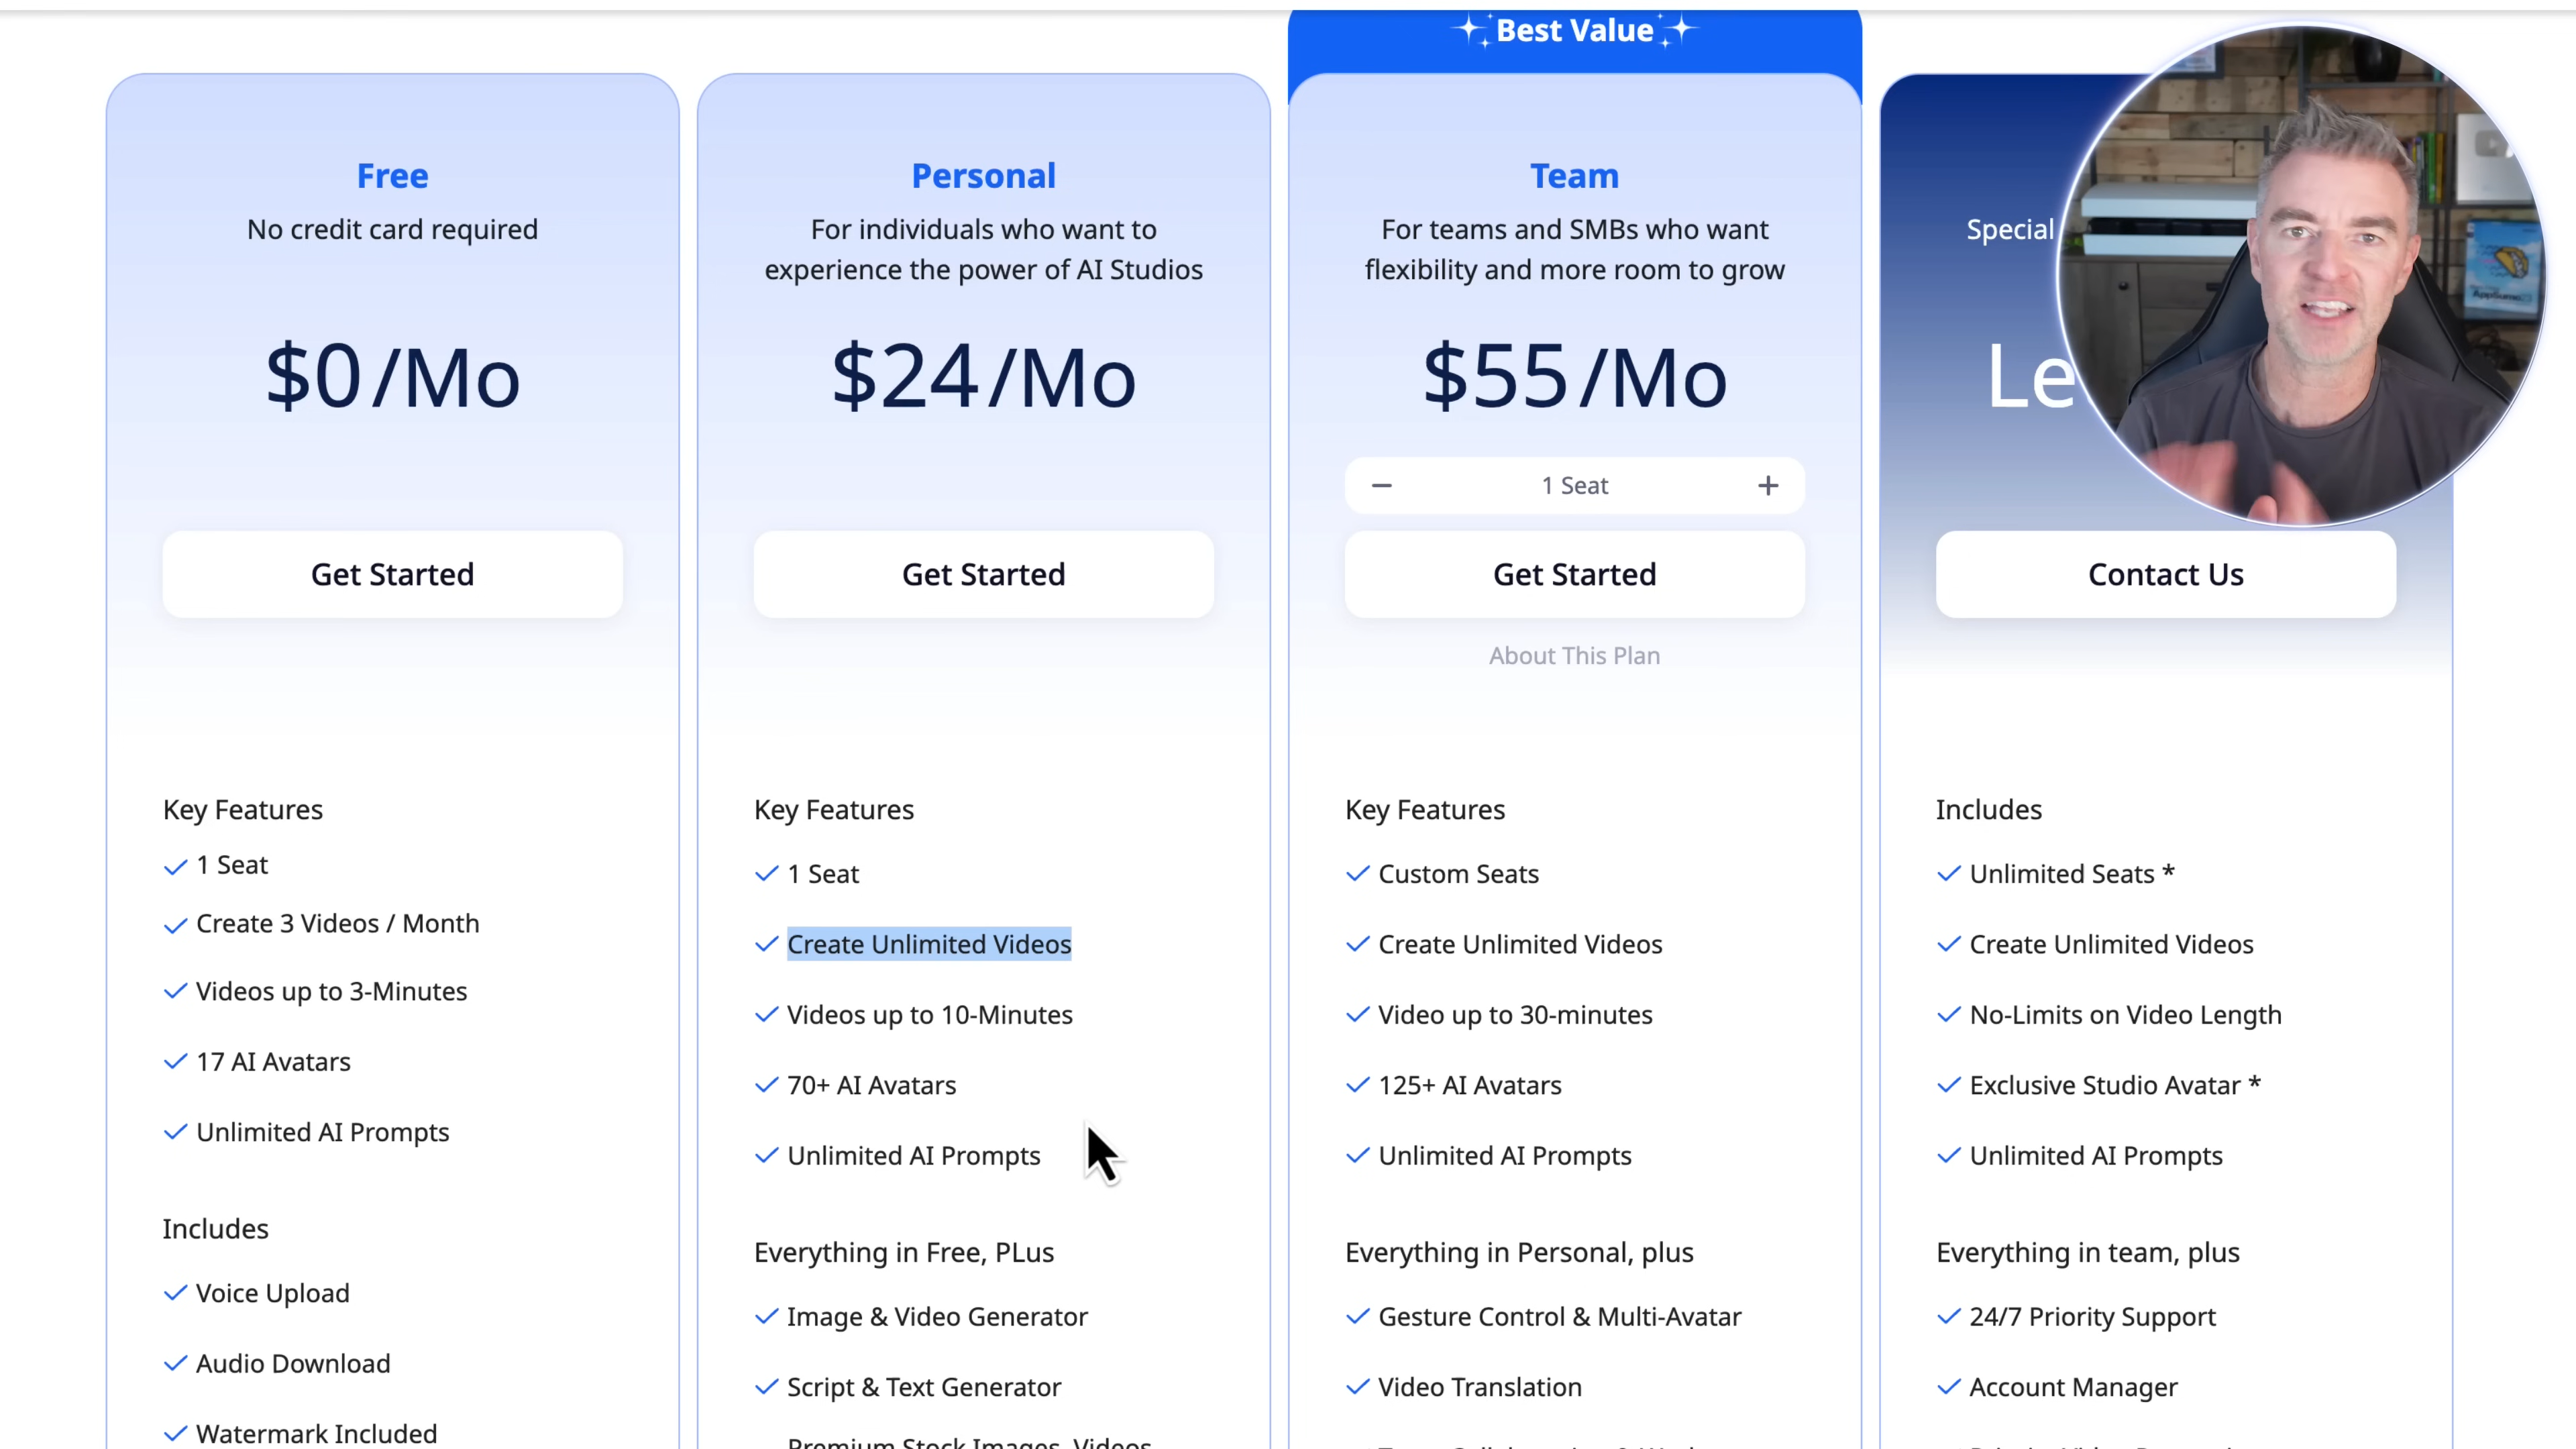 Best Value
Free
No credit card required
$0/Mo
Get Started
Key Features
1 Seat
Create 3 Videos / Month
Videos up to 3-Minutes
17 AI Avatars
Unlimited AI Prompts
Includes
Voice Upload
Audio Download
Watermark Included
Personal
For individuals who want to
experience the power of AI Studios
$24/Mo
Get Started
Key Features
1 Seat
Create Unlimited Videos
Videos up to 10-Minutes
70+ AI Avatars
Unlimited AI Prompts
Everything in Free, PLus
Image & Video Generator
Script & Text Generator
Premium Stock Images, Videos
Team
For teams and SMBs who want
flexibility and more room to grow
$55/Mo
1 Seat
Get Started
About This Plan
Key Features
Custom Seats
Create Unlimited Videos
Video up to 30-minutes
125+ AI Avatars
Unlimited AI Prompts
Everything in Personal, plus
Gesture Control & Multi-Avatar
Video Translation
Special
Le
Contact Us
Includes
Unlimited Seats *
Create Unlimited Videos
No-Limits on Video Length
Exclusive Studio Avatar *
Unlimited AI Prompts
Everything in team, plus
24/7 Priority Support
Account Manager